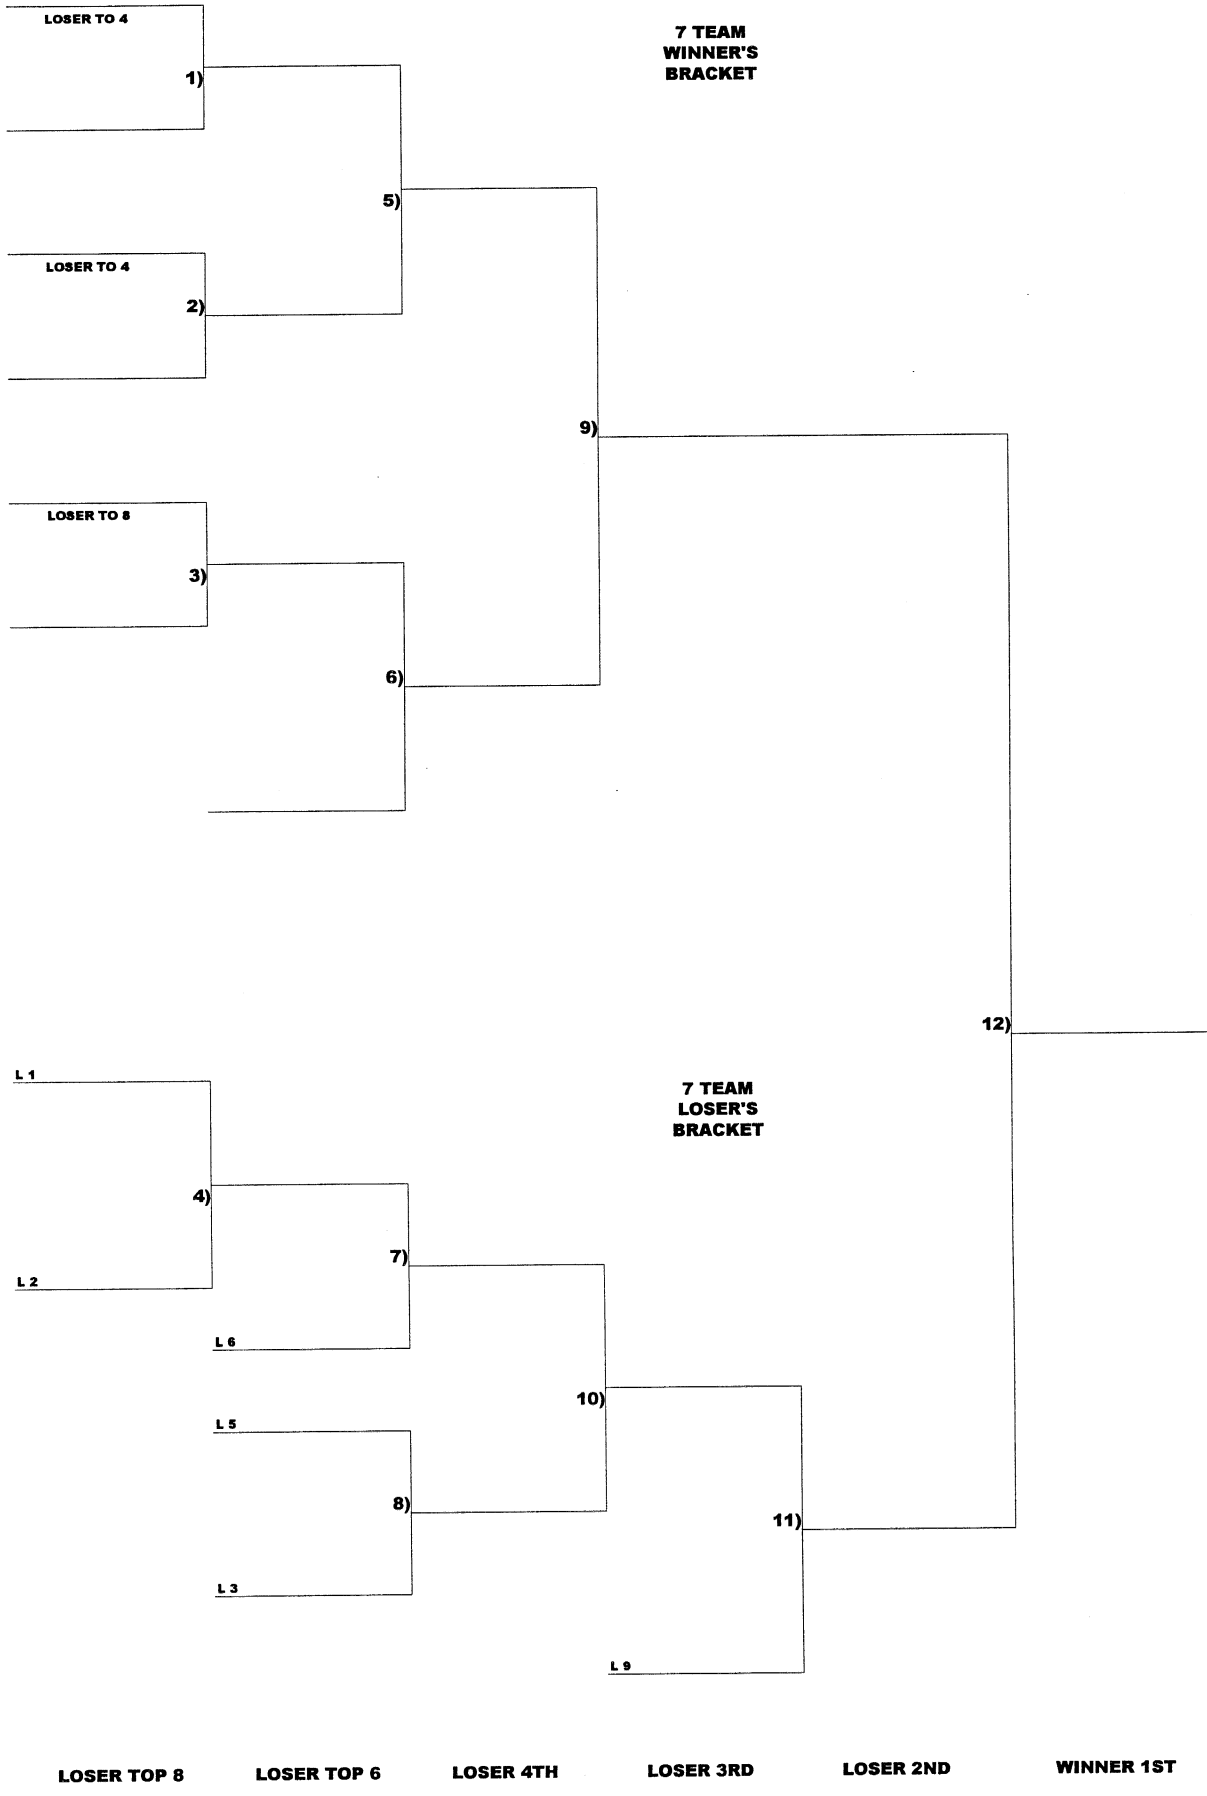 LOSER TO 4
7 TEAM
WINNER'S
BRACKET
1)
5)
LOSER TO 4
2)
9)
LOSER TO 8
3)
6)
12)
L 1
7 TEAM
LOSER'S
BRACKET
4)
7)
L 2
L 6
10)
L 5
8)
11)
L 3
L 9
LOSER TOP 8 LOSER TOP 6 LOSER 4TH LOSER 3RD LOSER 2ND WINNER 1ST